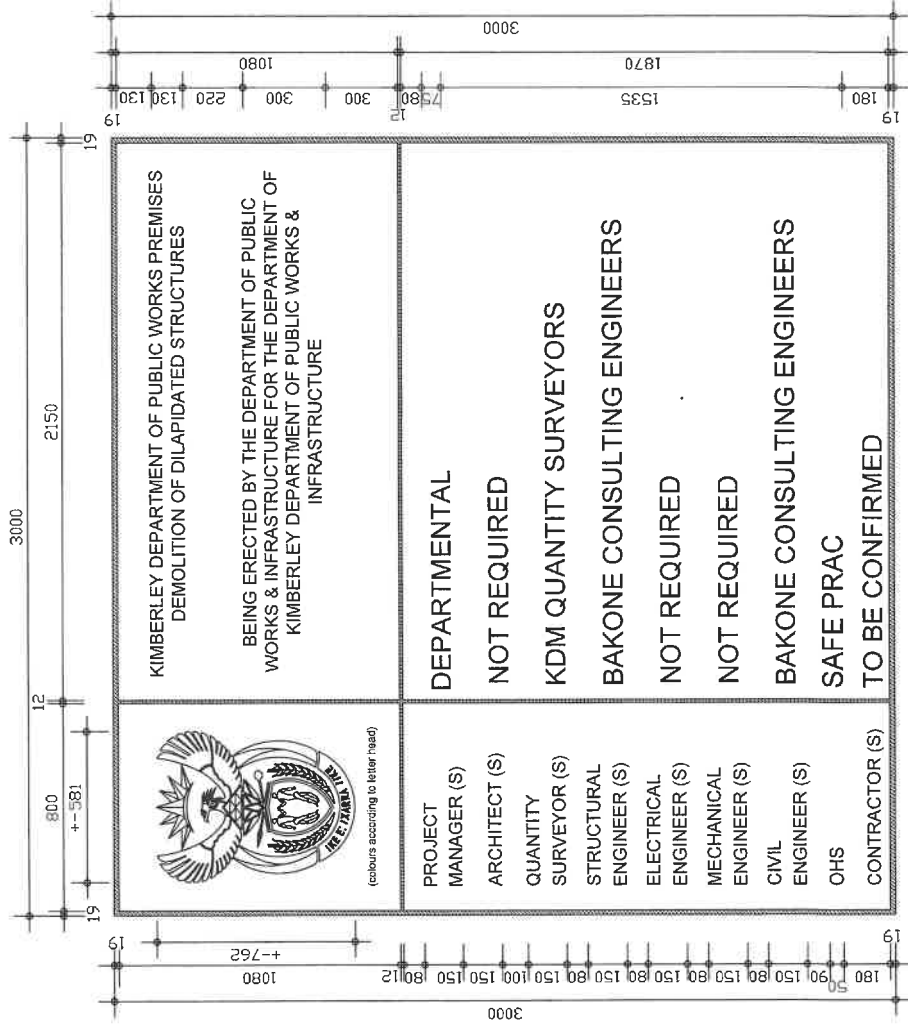 3000
800
12
2150
+-581
19
19
KIMBERLEY DEPARTMENT OF PUBLIC WORKS PREMISES
DEMOLITION OF DILAPIDATED STRUCTURES
BEING ERECTED BY THE DEPARTMENT OF PUBLIC
WORKS & INFRASTRUCTURE FOR THE DEPARTMENT OF
KIMBERLEY DEPARTMENT OF PUBLIC WORKS &
INFRASTRUCTURE
(colours according to letter head)
PROJECT
MANAGER (S)
DEPARTMENTAL
ARCHITECT (S)
NOT REQUIRED
QUANTITY
SURVEYOR (S)
KDM QUANTITY SURVEYORS
STRUCTURAL
ENGINEER (S)
BAKONE CONSULTING ENGINEERS
ELECTRICAL
ENGINEER (S)
NOT REQUIRED
MECHANICAL
ENGINEER (S)
NOT REQUIRED
CIVIL
ENGINEER (S)
BAKONE CONSULTING ENGINEERS
OHS
SAFE PRAC
CONTRACTOR (S)
TO BE CONFIRMED
3000
19
1080
12
80
150
150
100
150
80
150
80
150
80
150
80
150
90
50
180
19
+-762
19
130
130
220
300
300
12
80
75
1535
180
19
1080
1870
3000